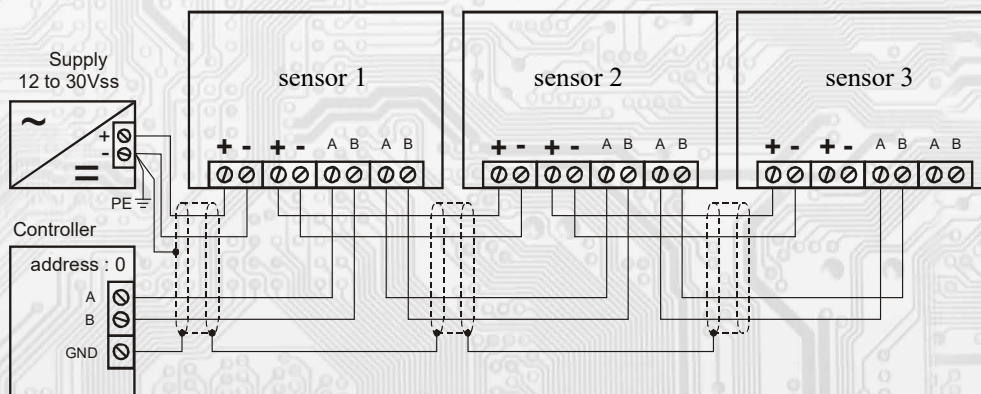 Supply
12 to 30Vss
~
=
+
-
PE
sensor 1
+ - + - A B A B
sensor 2
+ - + - A B A B
sensor 3
+ - + - A B A B
Controller
address : 0
A
B
GND